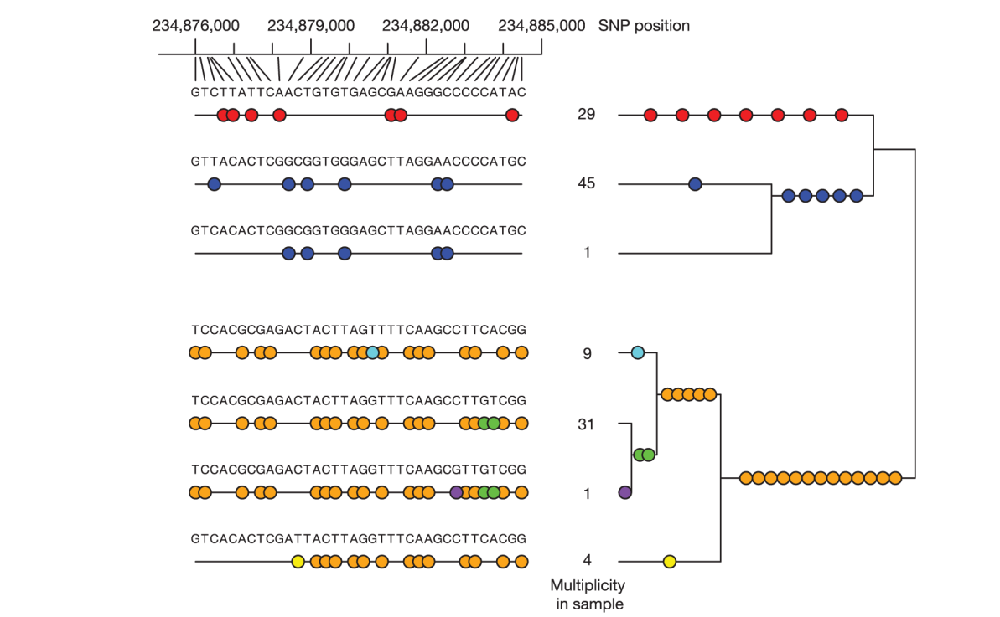 234,876,000 234,879,000 234,882,000 234,885,000 SNP position
GTCTTATTCAACTGTGTGAGCGAAGGGCCCCCATAC
29
GTTACACTCGGCGGTGGGAGCTTAGGAACCCCATGC
45
GTCACACTCGGCGGTGGGAGCTTAGGAACCCCATGC
1
TCCACGCGAGACTACTTAGTTTTCAAGCCTTCACGG
9
TCCACGCGAGACTACTTAGGTTTCAAGCCTTGTCGG
31
TCCACGCGAGACTACTTAGGTTTCAAGCGTTGTCGG
1
GTCACACTCGATTACTTAGGTTTCAAGCCTTCACGG
4
Multiplicity
in sample